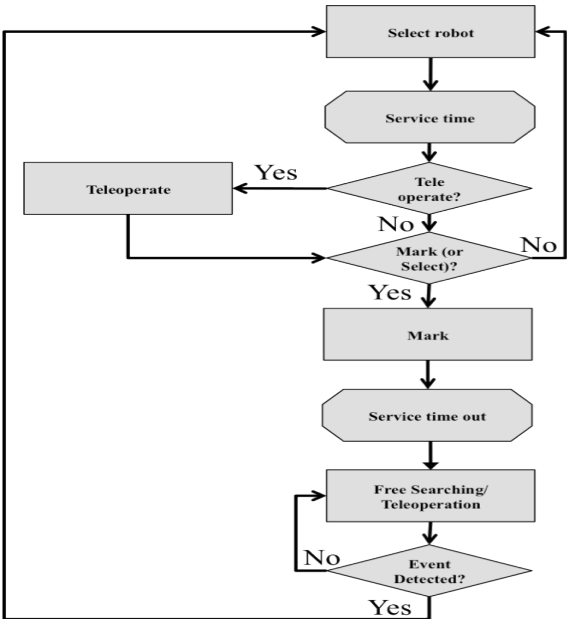 Select robot
Service time
Tele
operate?
Yes
Teleoperate
No
Mark (or
Select)?
No
Yes
Mark
Service time out
Free Searching/
Teleoperation
No
Event
Detected?
Yes